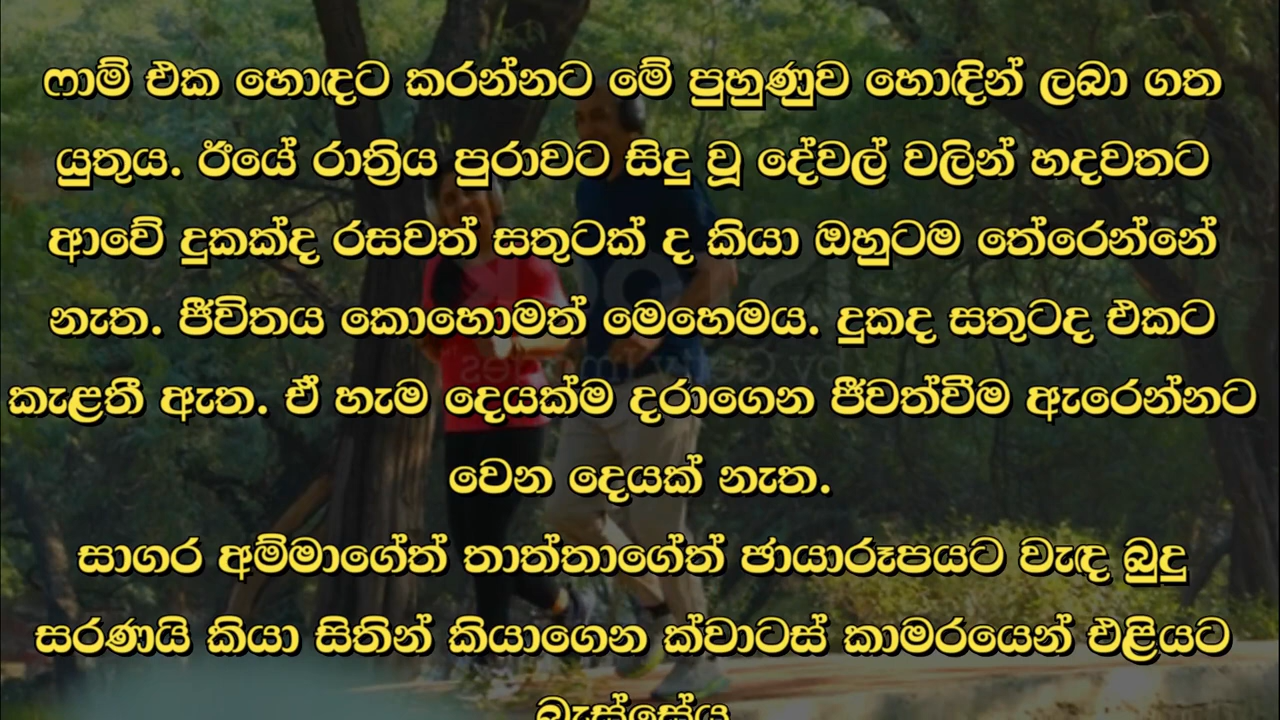 ෆාම් එක හොඳට කරන්නට මේ පුහුණුව හොඳින් ලබා ගත
යුතුය. ඊයේ රාත්‍රිය පුරාවට සිදු වූ දේවල් වලින් හදවතට
ආවේ දුකක්ද රසවත් සතුටක් ද කියා ඔහුටම තේරෙන්නේ
නැත. ජීවිතය කොහොමත් මෙහෙමය. දුකද සතුටද එකට
කැළතී ඇත. ඒ හැම දෙයක්ම දරාගෙන ජීවත්වීම ඇරෙන්නට
වෙන දෙයක් නැත.
සාගර අම්මාගේත් තාත්තාගේත් ඡායාරූපයට වැඳ බුදු
සරණයි කියා සිතින් කියාගෙන ක්වාටස් කාමරයෙන් එළියට
බැස්සේය